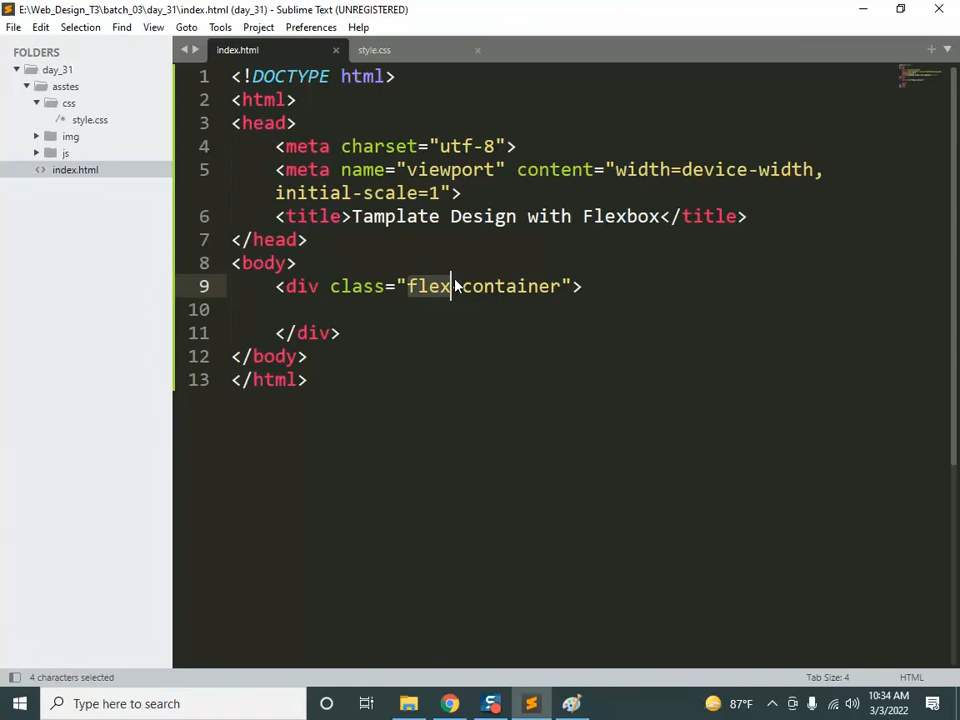 E:\Web_Design_T3\batch_03\day_31\index.html (day_31) - Sublime Text (UNREGISTERED)
File Edit Selection Find View Goto Tools Project Preferences Help
FOLDERS
day_31
asstes
css
style.css
img
js
index.html
index.html
style.css
1 <!DOCTYPE html>
2 <html>
3 <head>
4 <meta charset="utf-8">
5 <meta name="viewport" content="width=device-width,
initial-scale=1">
6 <title>Tamplate Design with Flexbox</title>
7 </head>
8 <body>
9 <div class="flex-container">
10
11 </div>
12 </body>
13 </html>
4 characters selected
Tab Size: 4
HTML
Type here to search
87°F
10:34 AM
3/3/2022